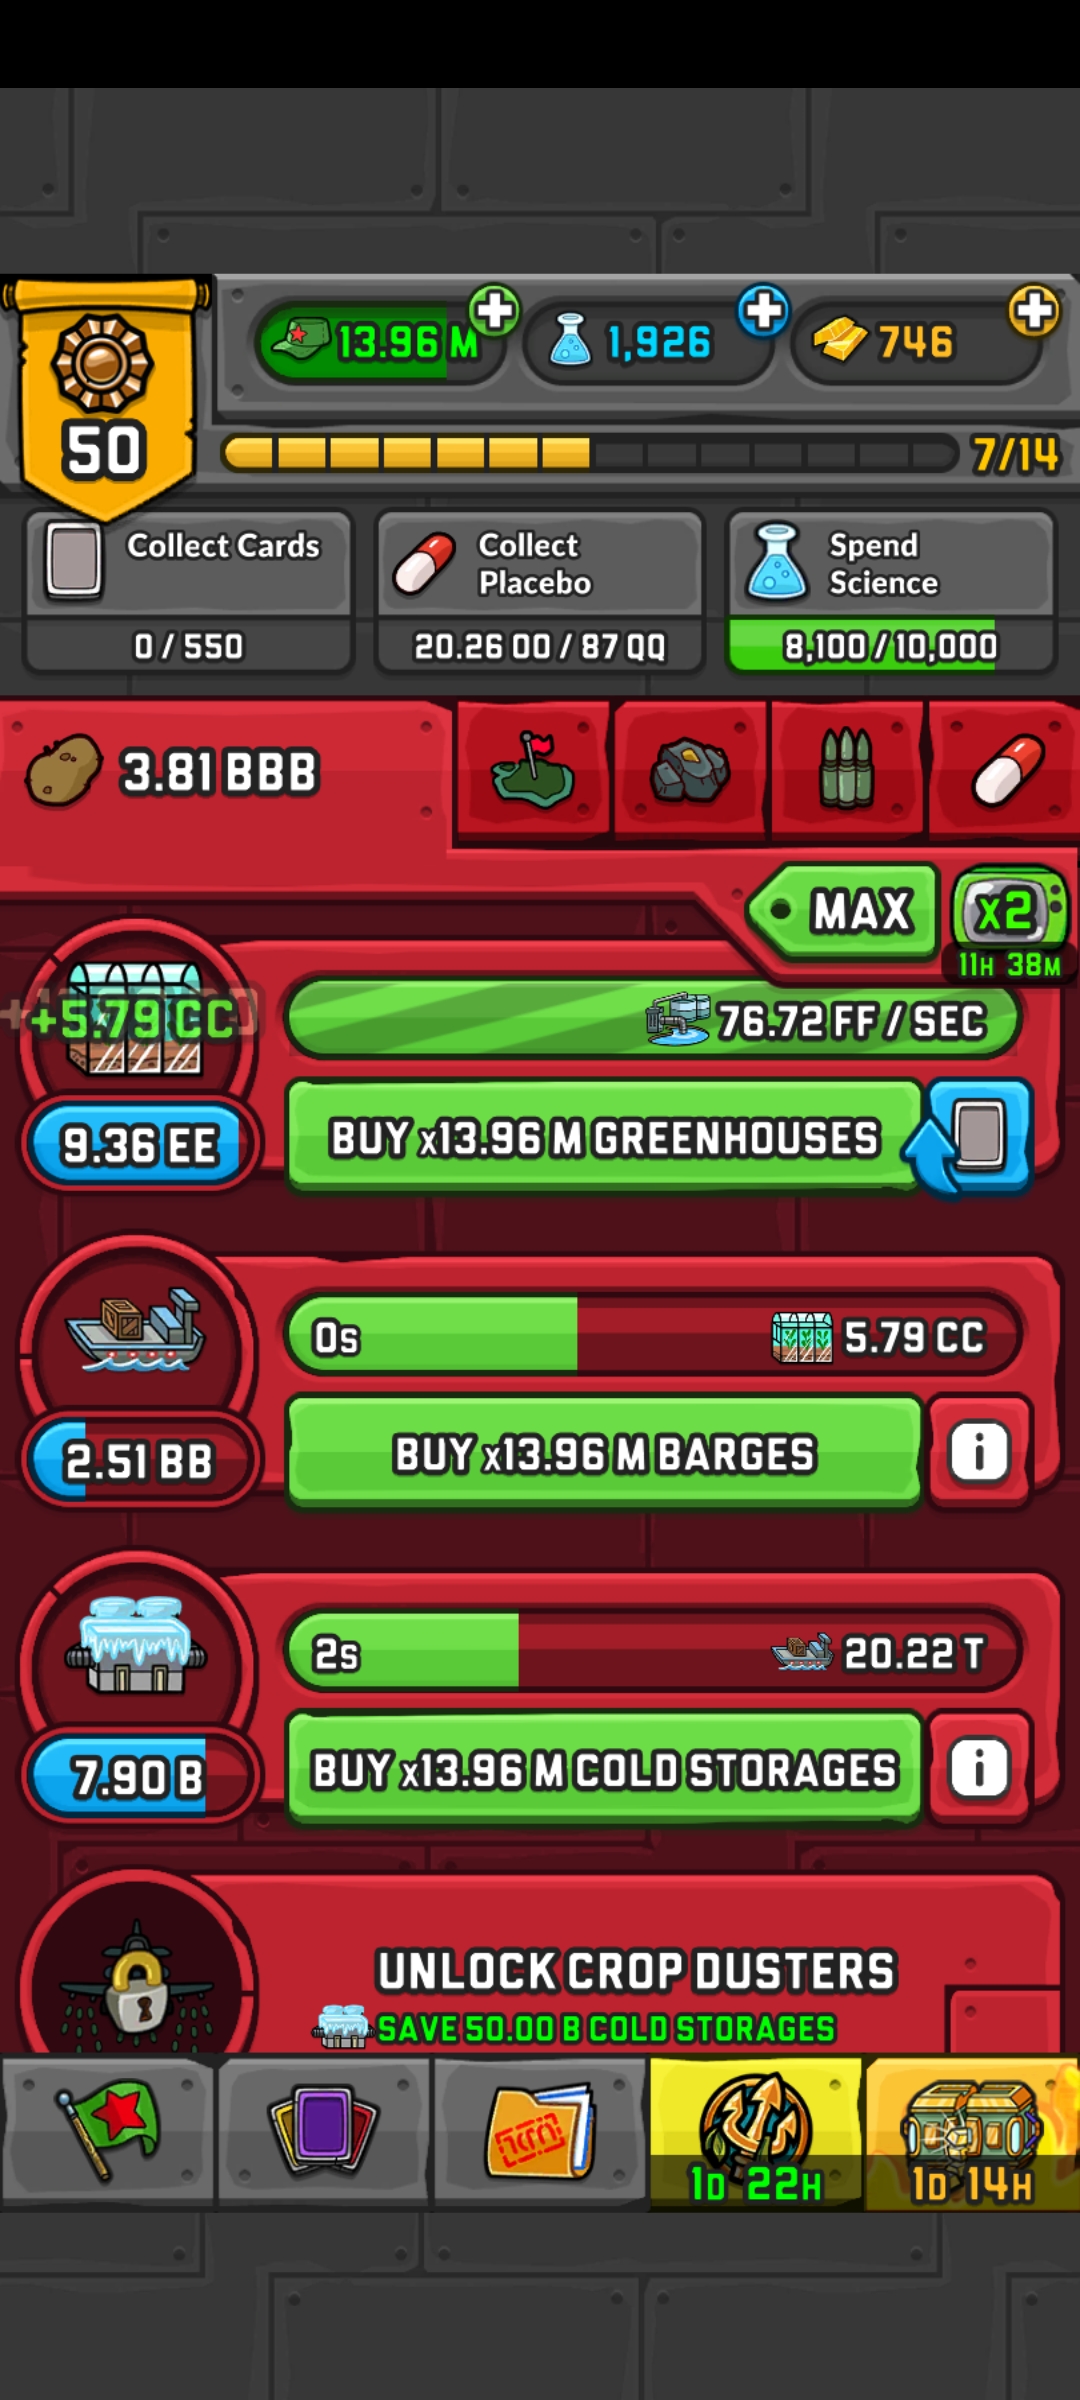 13.96 M
1,926
746
50
7/14
Collect Cards
Collect
Placebo
Spend
Science
0 / 550
20.26 OO / 87 QQ
8,100 / 10,000
3.81 BBB
MAX
x2
11H 38M
+5.79 CC
76.72 FF / SEC
9.36 EE
BUY x13.96 M GREENHOUSES
0s
5.79 CC
2.51 BB
BUY x13.96 M BARGES
i
2s
20.22 T
7.90 B
BUY x13.96 M COLD STORAGES
i
UNLOCK CROP DUSTERS
SAVE 50.00 B COLD STORAGES
1D 22H
1D 14H